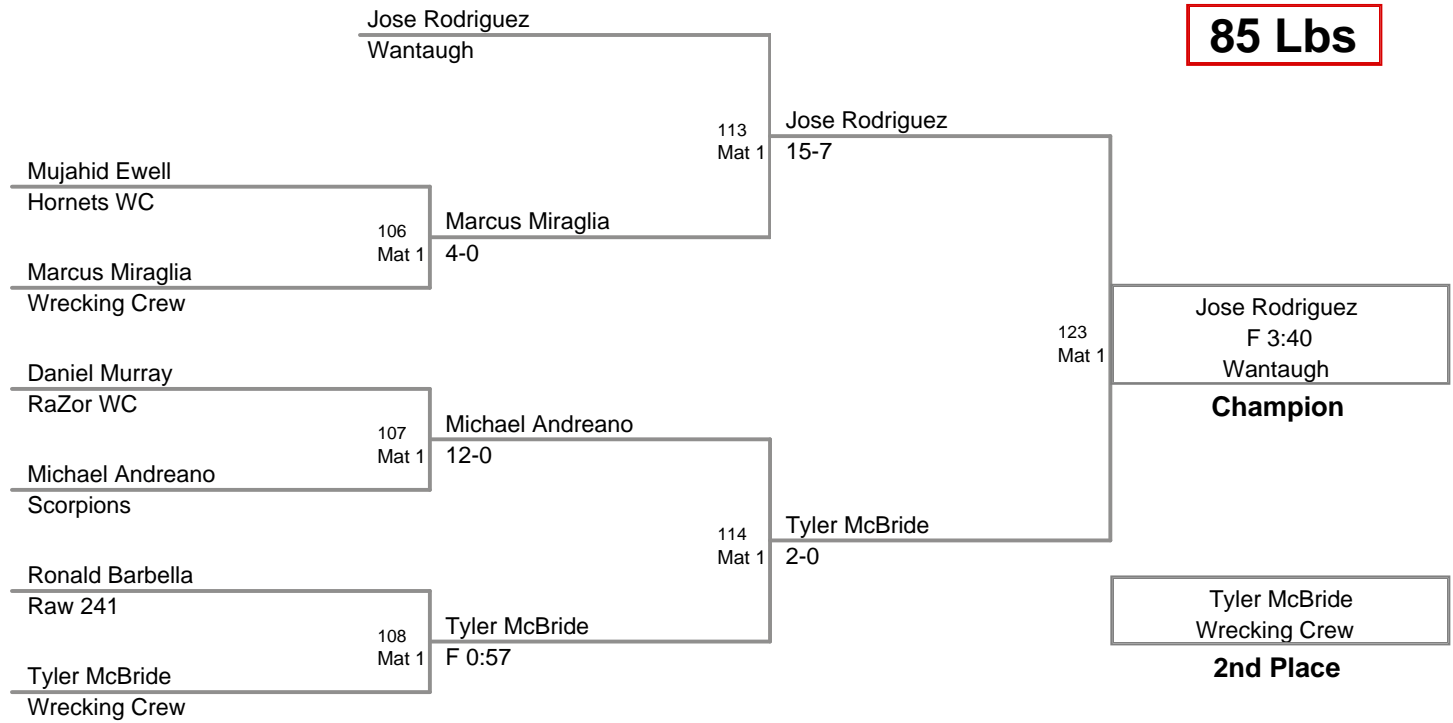 Jose Rodriguez
Wantaugh
85 Lbs
113
Mat 1
Jose Rodriguez
15-7
Mujahid Ewell
Hornets WC
106
Mat 1
Marcus Miraglia
4-0
Marcus Miraglia
Wrecking Crew
123
Mat 1
Jose Rodriguez
F 3:40
Wantaugh
Champion
Daniel Murray
RaZor WC
107
Mat 1
Michael Andreano
12-0
Michael Andreano
Scorpions
114
Mat 1
Tyler McBride
2-0
Ronald Barbella
Raw 241
108
Mat 1
Tyler McBride
F 0:57
Tyler McBride
Wrecking Crew
Tyler McBride
Wrecking Crew
2nd Place